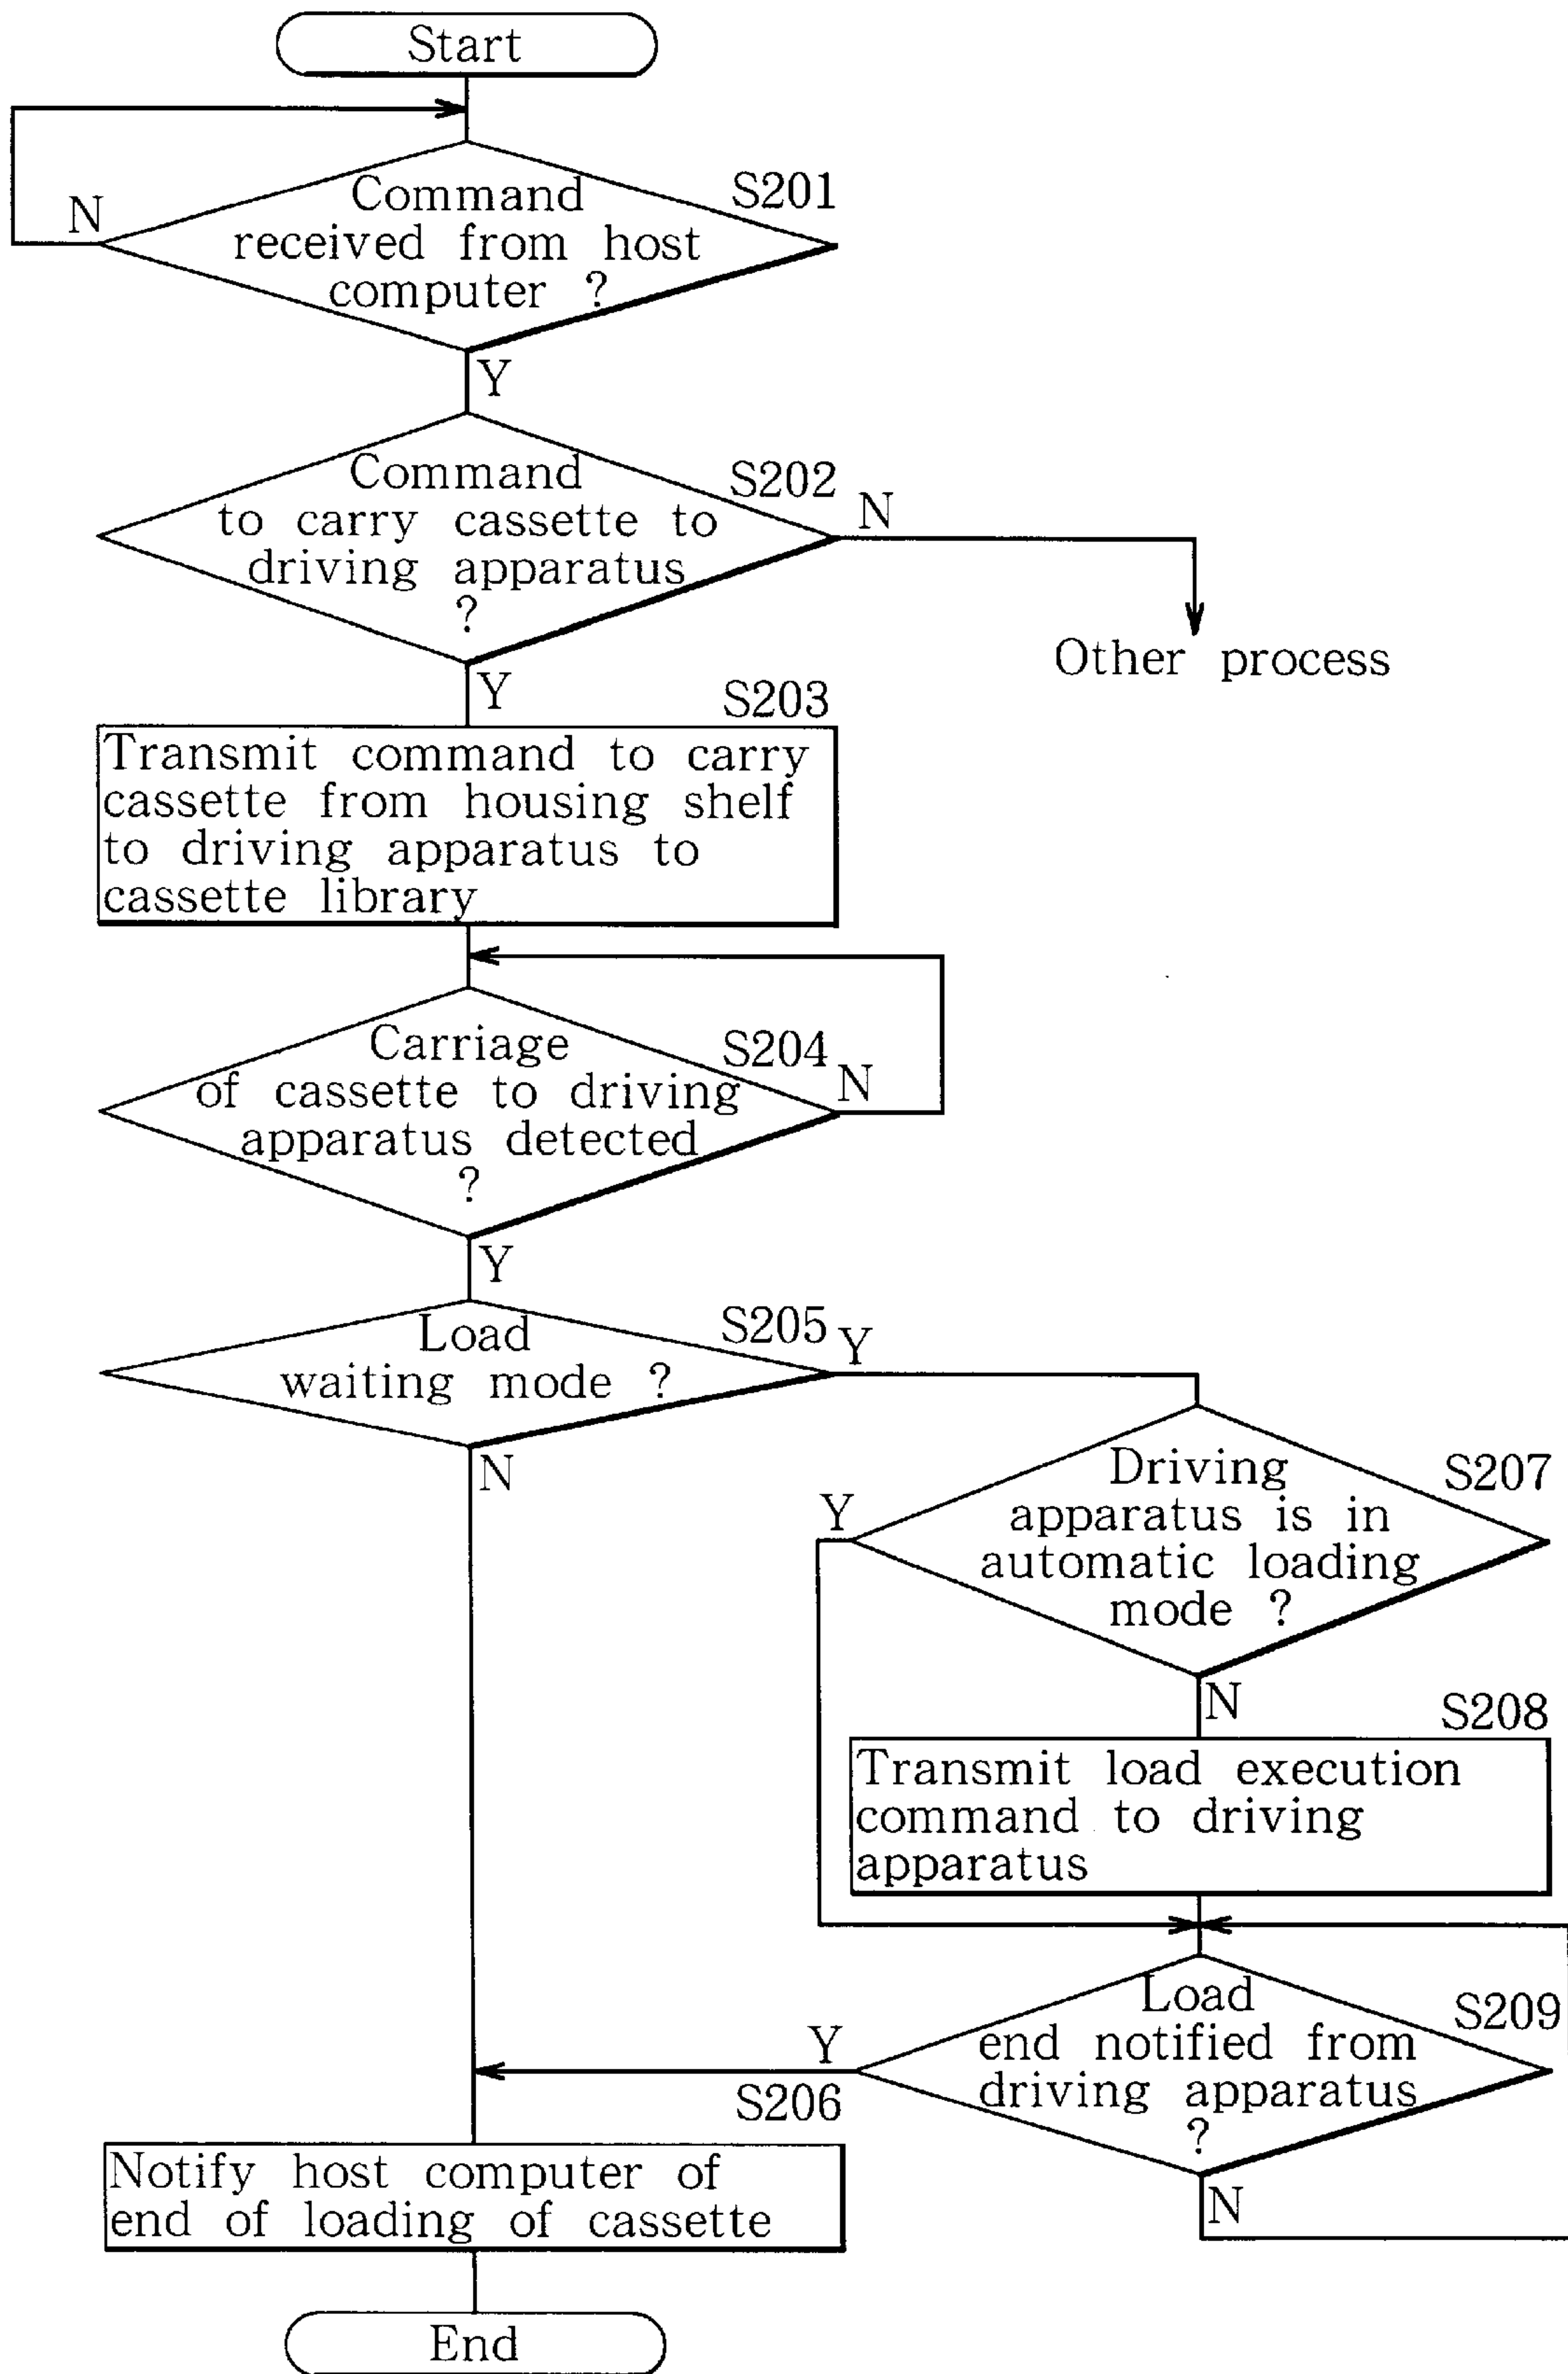 Start
S201
Command
received from host
computer ?
N
Y
S202
Command
to carry cassette to
driving apparatus
?
N
Other process
Y
S203
Transmit command to carry
cassette from housing shelf
to driving apparatus to
cassette library
S204
Carriage
of cassette to driving
apparatus detected
?
N
Y
S205
Load
waiting mode ?
Y
N
S207
Driving
apparatus is in
automatic loading
mode ?
Y
N
S208
Transmit load execution
command to driving
apparatus
S209
Load
end notified from
driving apparatus
?
Y
N
S206
Notify host computer of
end of loading of cassette
End